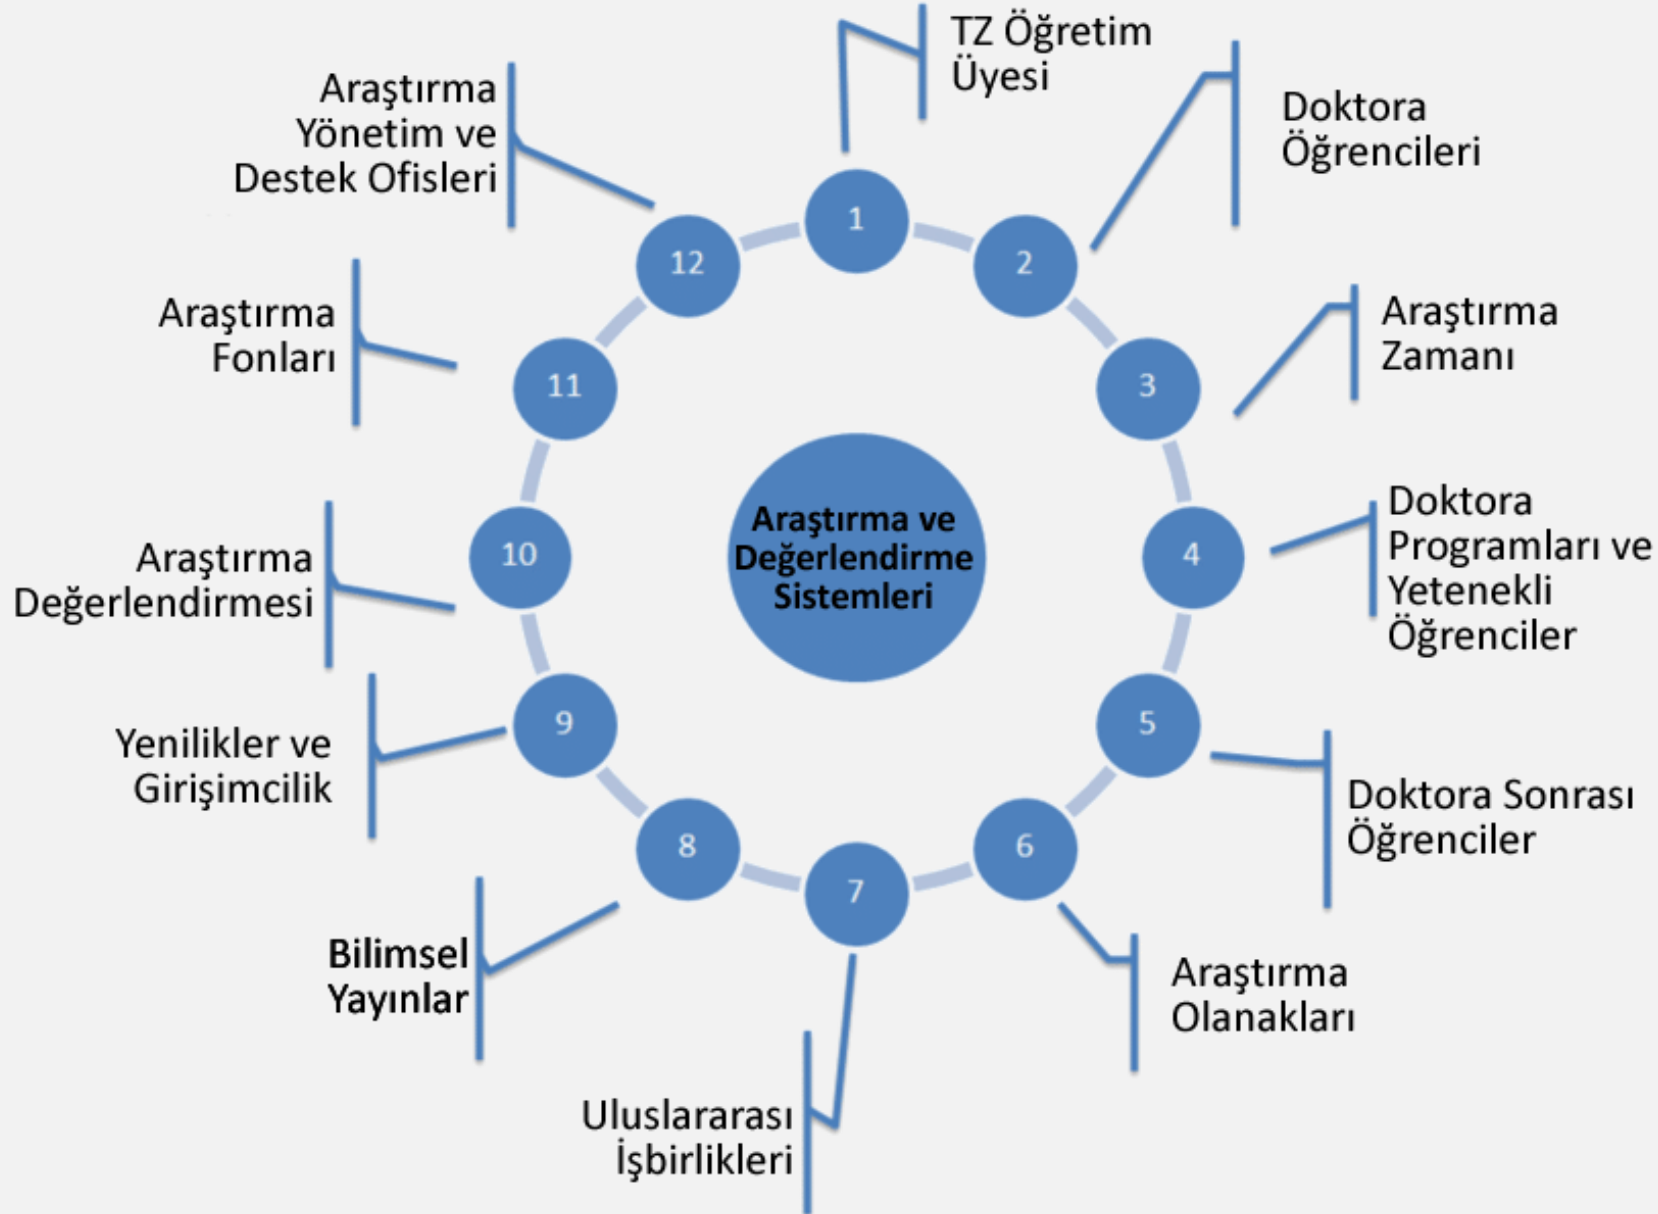 TZ Öğretim
Üyesi
Doktora
Öğrencileri
Araştırma
Zamanı
Doktora
Programları ve
Yetenekli
Öğrenciler
Doktora Sonrası
Öğrenciler
Araştırma
Olanakları
Uluslararası
İşbirlikleri
Bilimsel
Yayınlar
Yenilikler ve
Girişimcilik
Araştırma
Değerlendirmesi
Araştırma
Fonları
Araştırma
Yönetim ve
Destek Ofisleri
1
2
3
4
5
6
7
8
9
10
11
12
Araştırma ve
Değerlendirme
Sistemleri